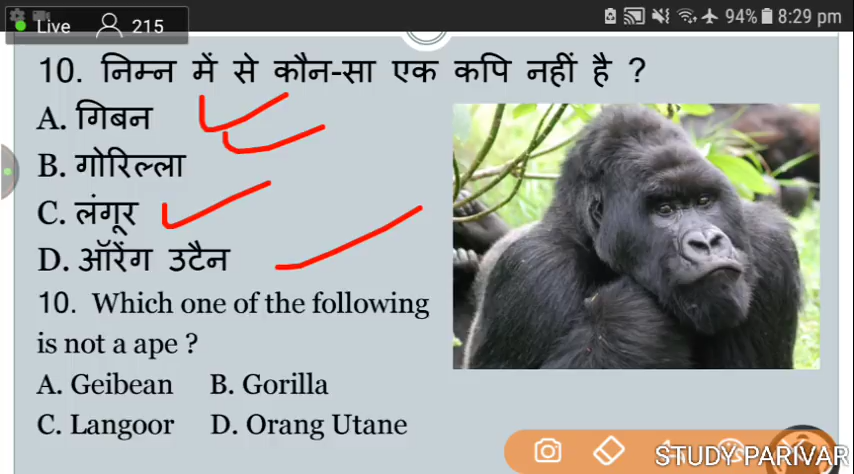 Live 215 94% 8:29 pm
10. निम्न में से कौन-सा एक कपि नहीं है ?
A. गिबन
B. गोरिल्ला
C. लंगूर
D. ऑरेंग उटैन
10. Which one of the following
is not a ape ?
A. Geibean B. Gorilla
C. Langoor D. Orang Utane
STUDY PARIVAR